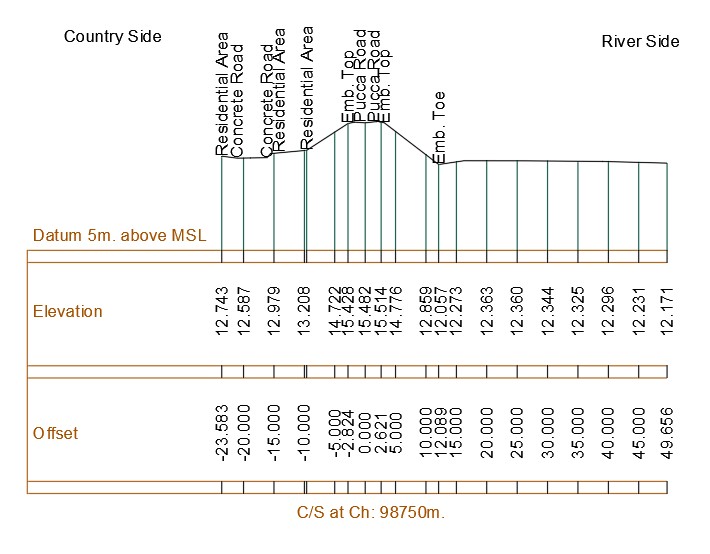 Country Side
River Side
Residential Area
Concrete Road
Concrete Road
Residential Area
Residential Area
Emb. Top
Pucca Road
Pucca Road
Emb. Top
Emb. Toe
Datum 5m. above MSL
Elevation
12.743
12.587
12.979
13.208
14.722
15.428
15.482
15.514
14.776
12.859
12.057
12.273
12.363
12.360
12.344
12.325
12.296
12.231
12.171
Offset
-23.583
-20.000
-15.000
-10.000
-5.000
-2.824
0.000
2.621
5.000
10.000
12.089
15.000
20.000
25.000
30.000
35.000
40.000
45.000
49.656
C/S at Ch: 98750m.